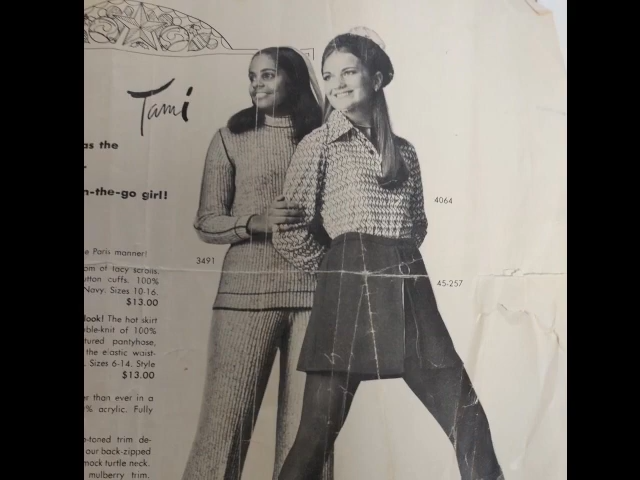 Tami
as the
n-the-go girl!
4064
3491
45-257
e Paris manner!
om of lacy scrolls.
utton cuffs. 100%
Navy. Sizes 10-16.
$13.00
look! The hot skirt
ble-knit of 100%
tured pantyhose,
the elastic waist-
. Sizes 6-14. Style
$13.00
r than ever in a
% acrylic. Fully
-toned trim de-
our back-zipped
mock turtle neck.
mulberry trim.